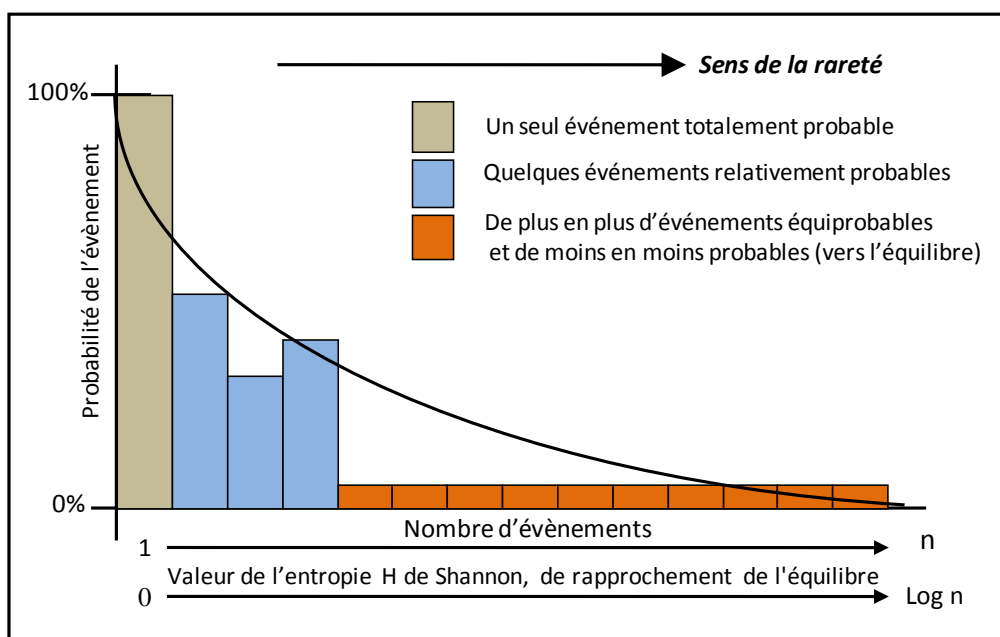 Sens de la rareté
100%
Un seul événement totalement probable
Quelques événements relativement probables
De plus en plus d’événements équiprobables
et de moins en moins probables (vers l’équilibre)
Probabilité de l’évènement
0%
Nombre d’évènements
1
n
Valeur de l’entropie H de Shannon, de rapprochement de l'équilibre
0
Log n